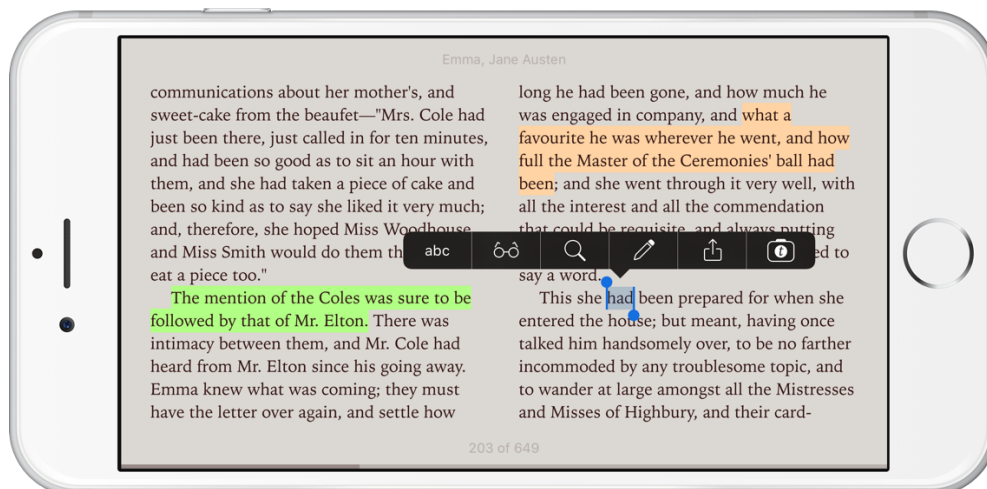 Emma, Jane Austen
communications about her mother's, and
sweet-cake from the beaufet—"Mrs. Cole had
just been there, just called in for ten minutes,
and had been so good as to sit an hour with
them, and she had taken a piece of cake and
been so kind as to say she liked it very much;
and, therefore, she hoped Miss Woodhouse
and Miss Smith would do them th
eat a piece too."
The mention of the Coles was sure to be
followed by that of Mr. Elton. There was
intimacy between them, and Mr. Cole had
heard from Mr. Elton since his going away.
Emma knew what was coming; they must
have the letter over again, and settle how
long he had been gone, and how much he
was engaged in company, and what a
favourite he was wherever he went, and how
full the Master of the Ceremonies' ball had
been; and she went through it very well, with
all the interest and all the commendation
that could be requisite, and always putting
abc
ed to
say a word.
This she had been prepared for when she
entered the house; but meant, having once
talked him handsomely over, to be no farther
incommoded by any troublesome topic, and
to wander at large amongst all the Mistresses
and Misses of Highbury, and their card-
203 of 649